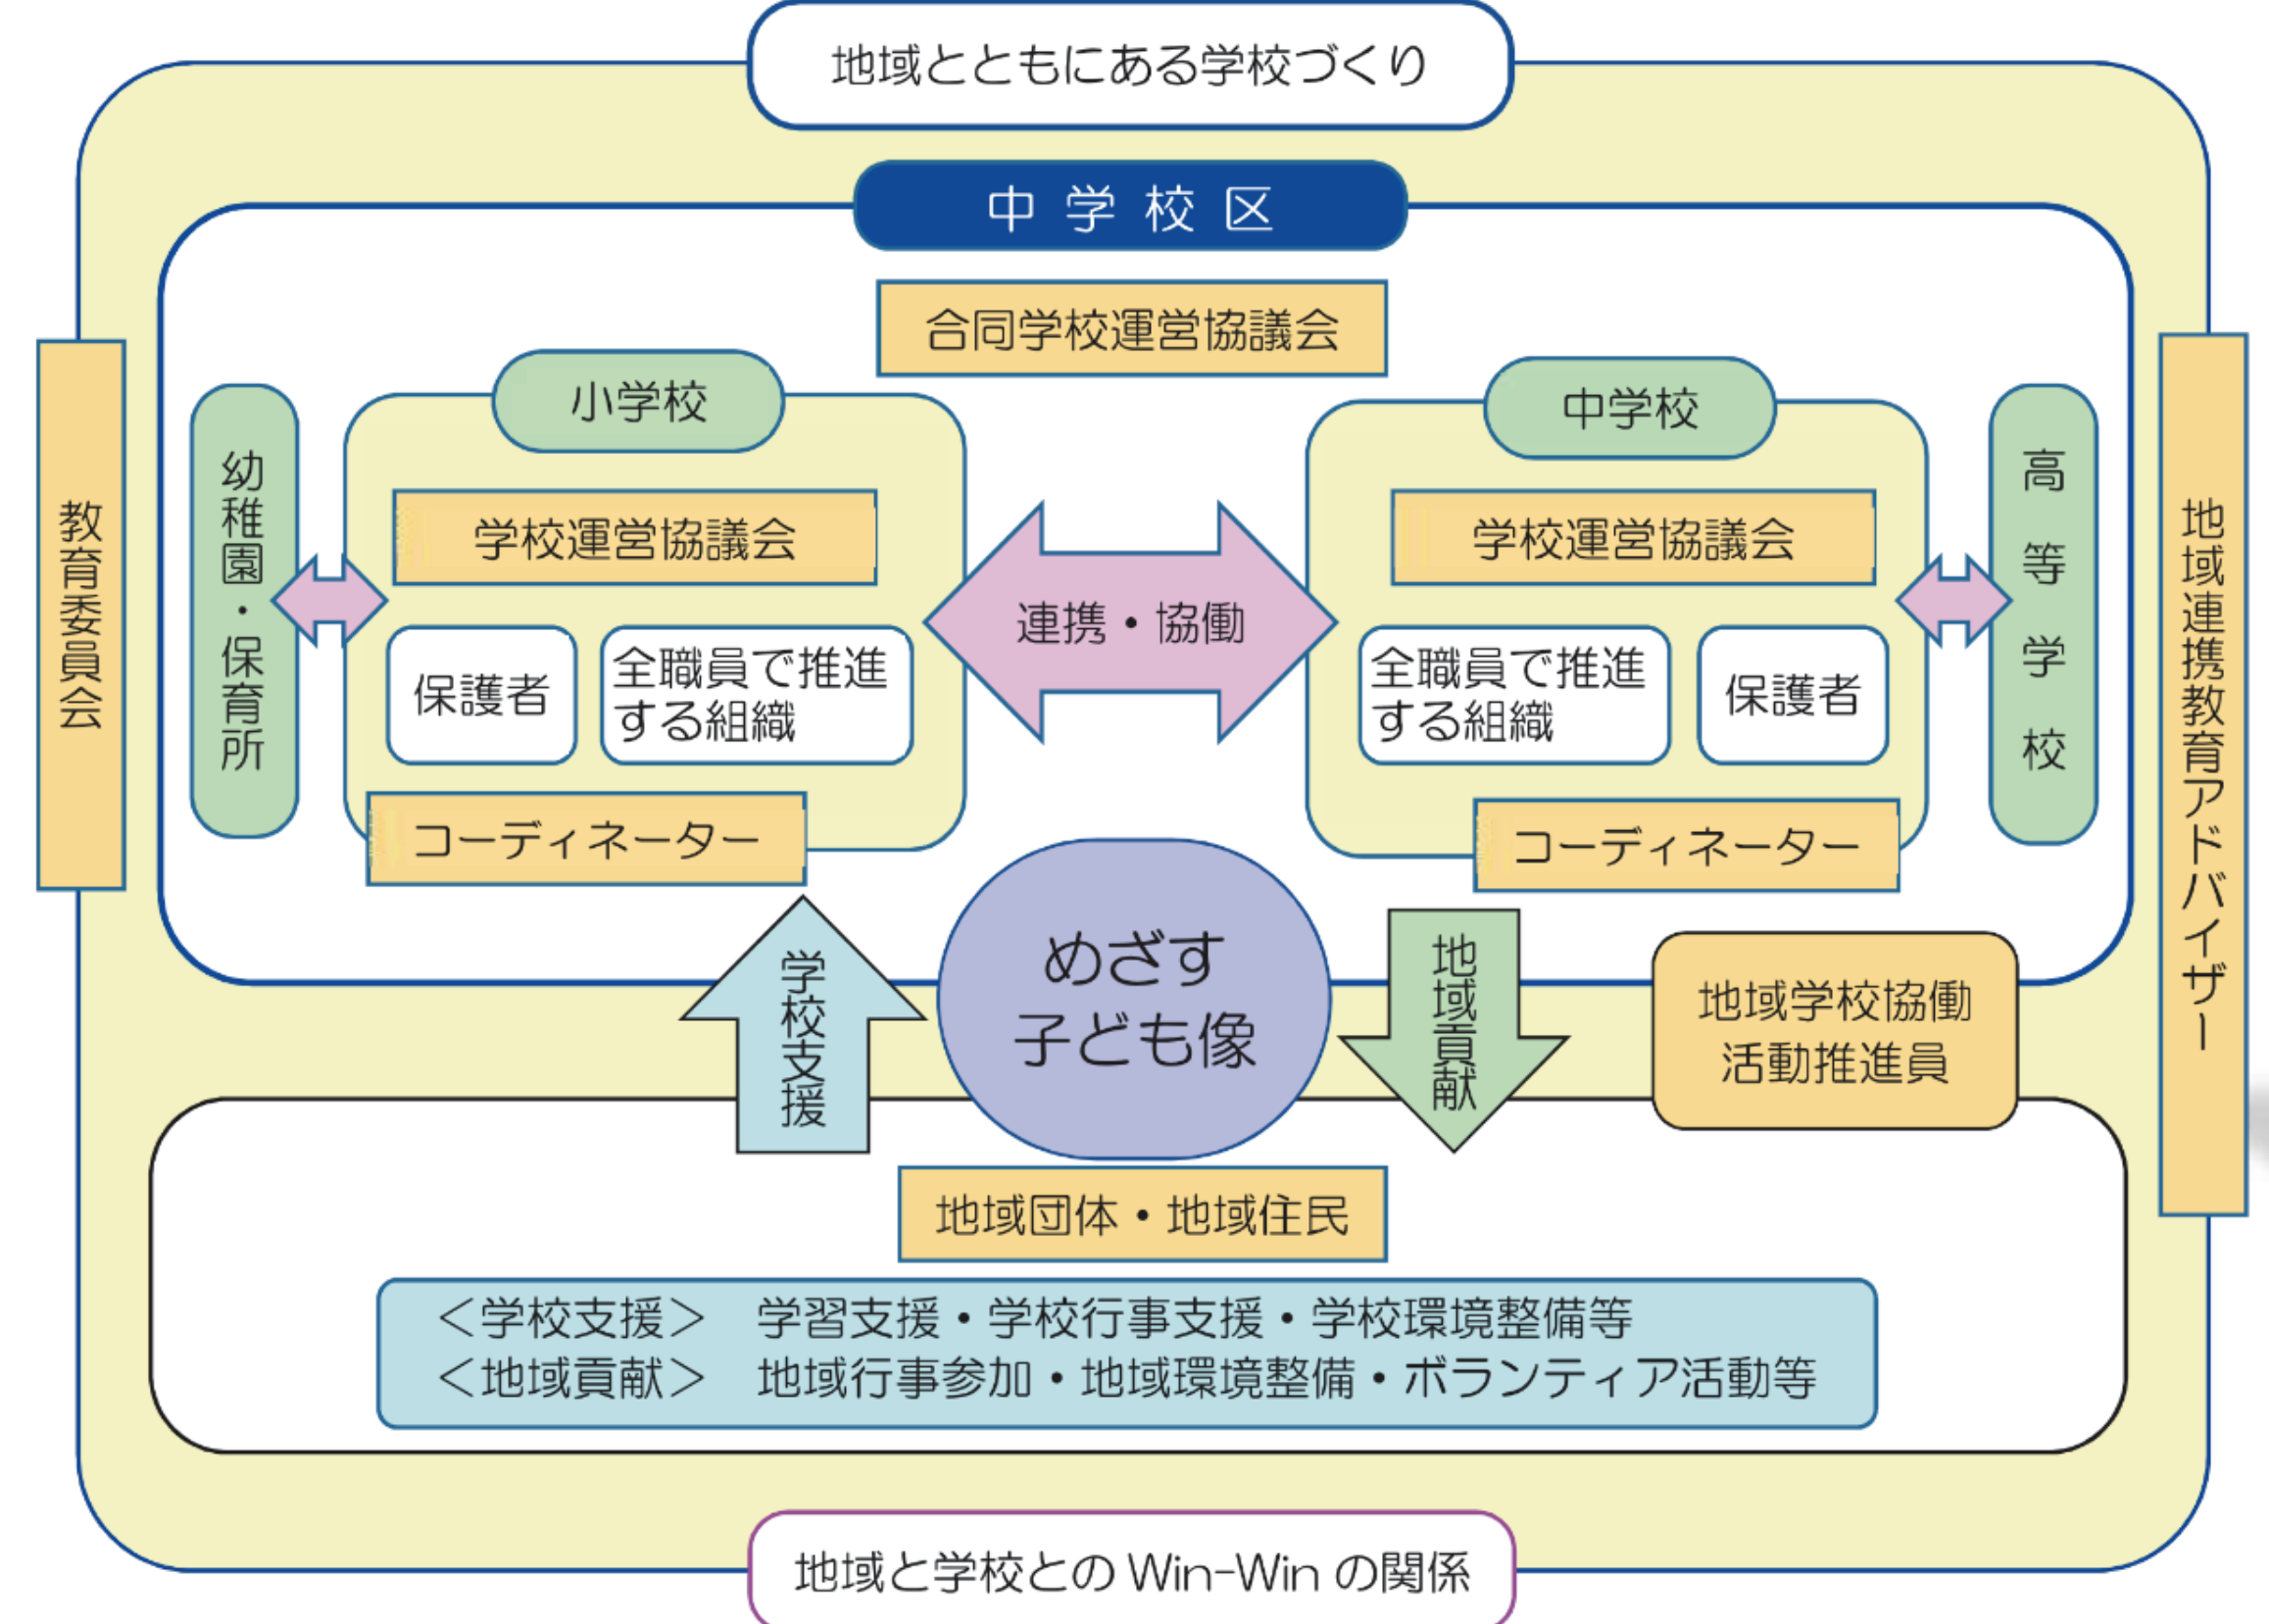 地域とともにある学校づくり
中学校区
合同学校運営協議会
教育委員会
幼稚園・保育所
小学校
学校運営協議会
保護者
全職員で推進
する組織
コーディネーター
連携・協働
中学校
学校運営協議会
全職員で推進
する組織
保護者
コーディネーター
高等学校
地域連携教育アドバイザー
学校支援
めざす
子ども像
地域貢献
地域学校協働
活動推進員
地域団体・地域住民
＜学校支援＞　学習支援・学校行事支援・学校環境整備等
＜地域貢献＞　地域行事参加・地域環境整備・ボランティア活動等
地域と学校との Win-Win の関係